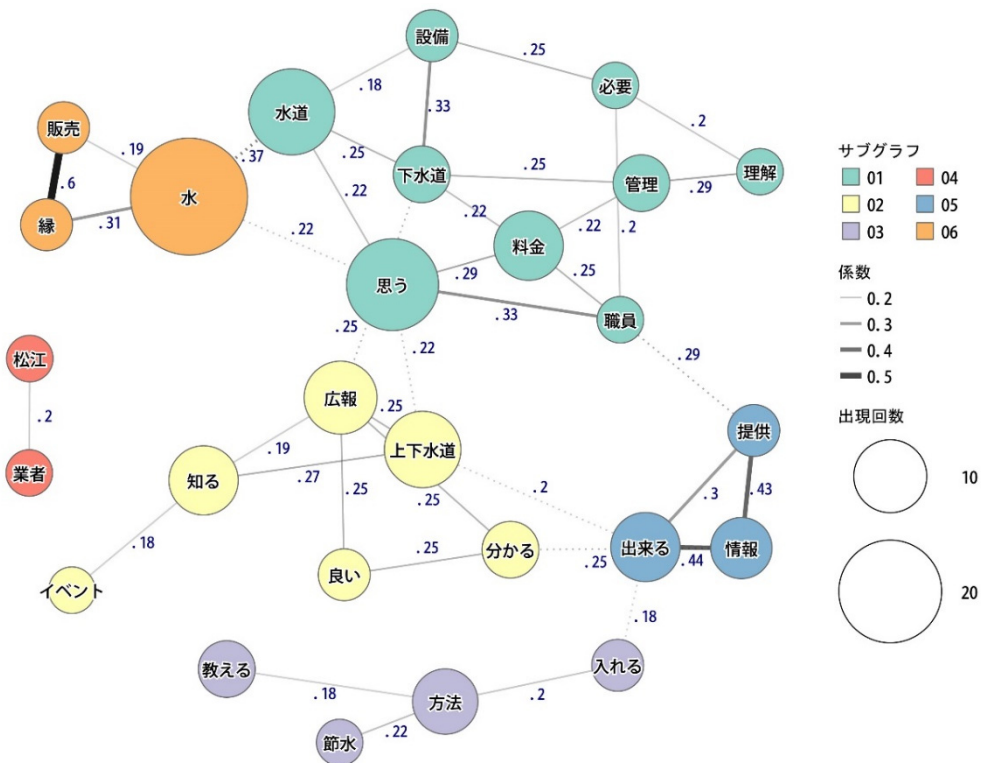 設備
.25
必要
.18
水道
.33
.2
販売
.19
.37
.25
下水道
.25
管理
.29
理解
.6
水
.22
.22
料金
.22
.2
縁
.31
.22
.29
.25
思う
.33
職員
.25
.22
.29
松江
.2
業者
広報
.25
上下水道
提供
.19
知る
.27
.25
.25
.2
.3
.43
.18
良い
.25
分かる
.25
出来る
.44
情報
イベント
.18
教える
.18
方法
.2
入れる
節水
.22
サブグラフ
01 04
02 05
03 06
係数
0.2
0.3
0.4
0.5
出現回数
10
20